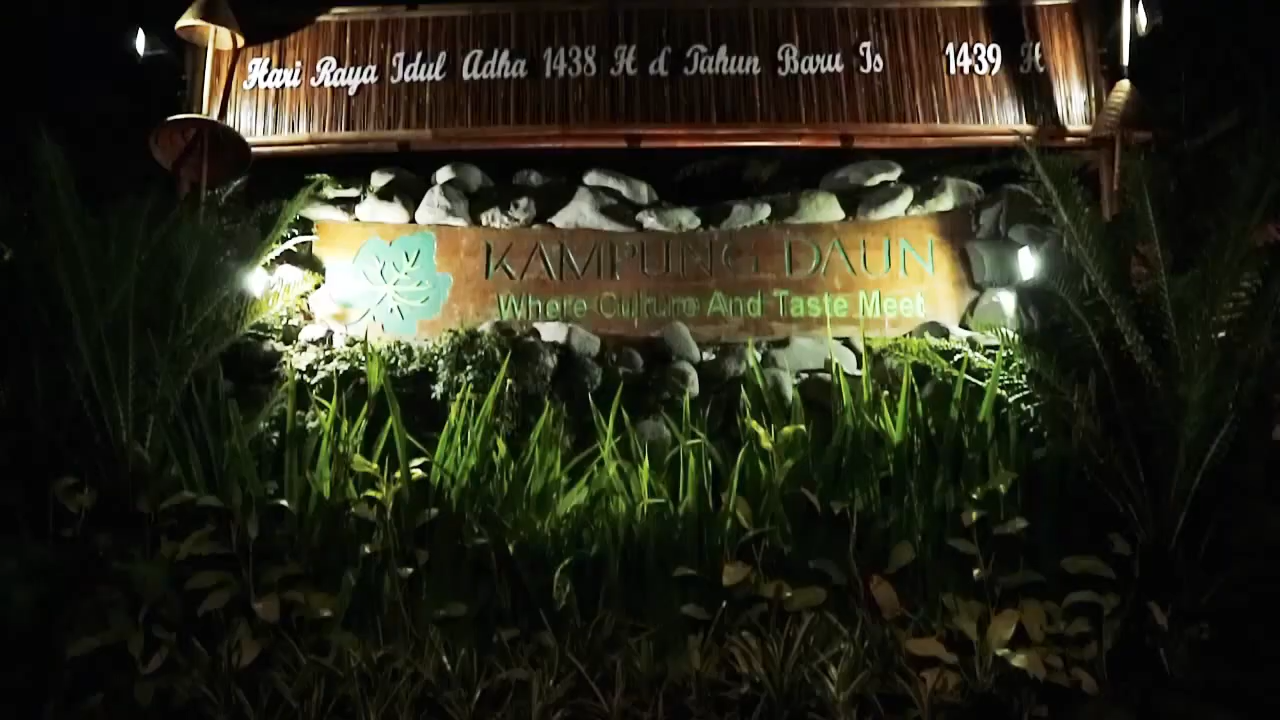 Hari Raya Idul Adha 1438 H & Tahun Baru Is 1439 H
KAMPUNG DAUN
Where Culture And Taste Meet